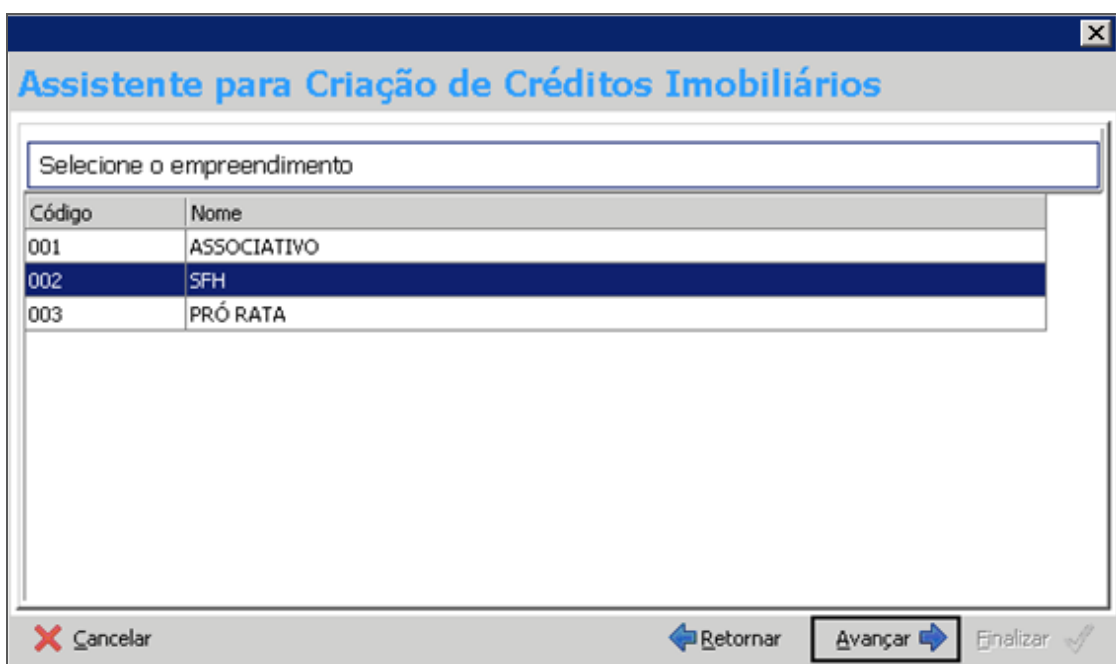 Assistente para Criação de Créditos Imobiliários
Selecione o empreendimento
Código Nome
001 ASSOCIATIVO
002 SFH
003 PRÓ RATA
Cancelar Retornar Avançar Finalizar